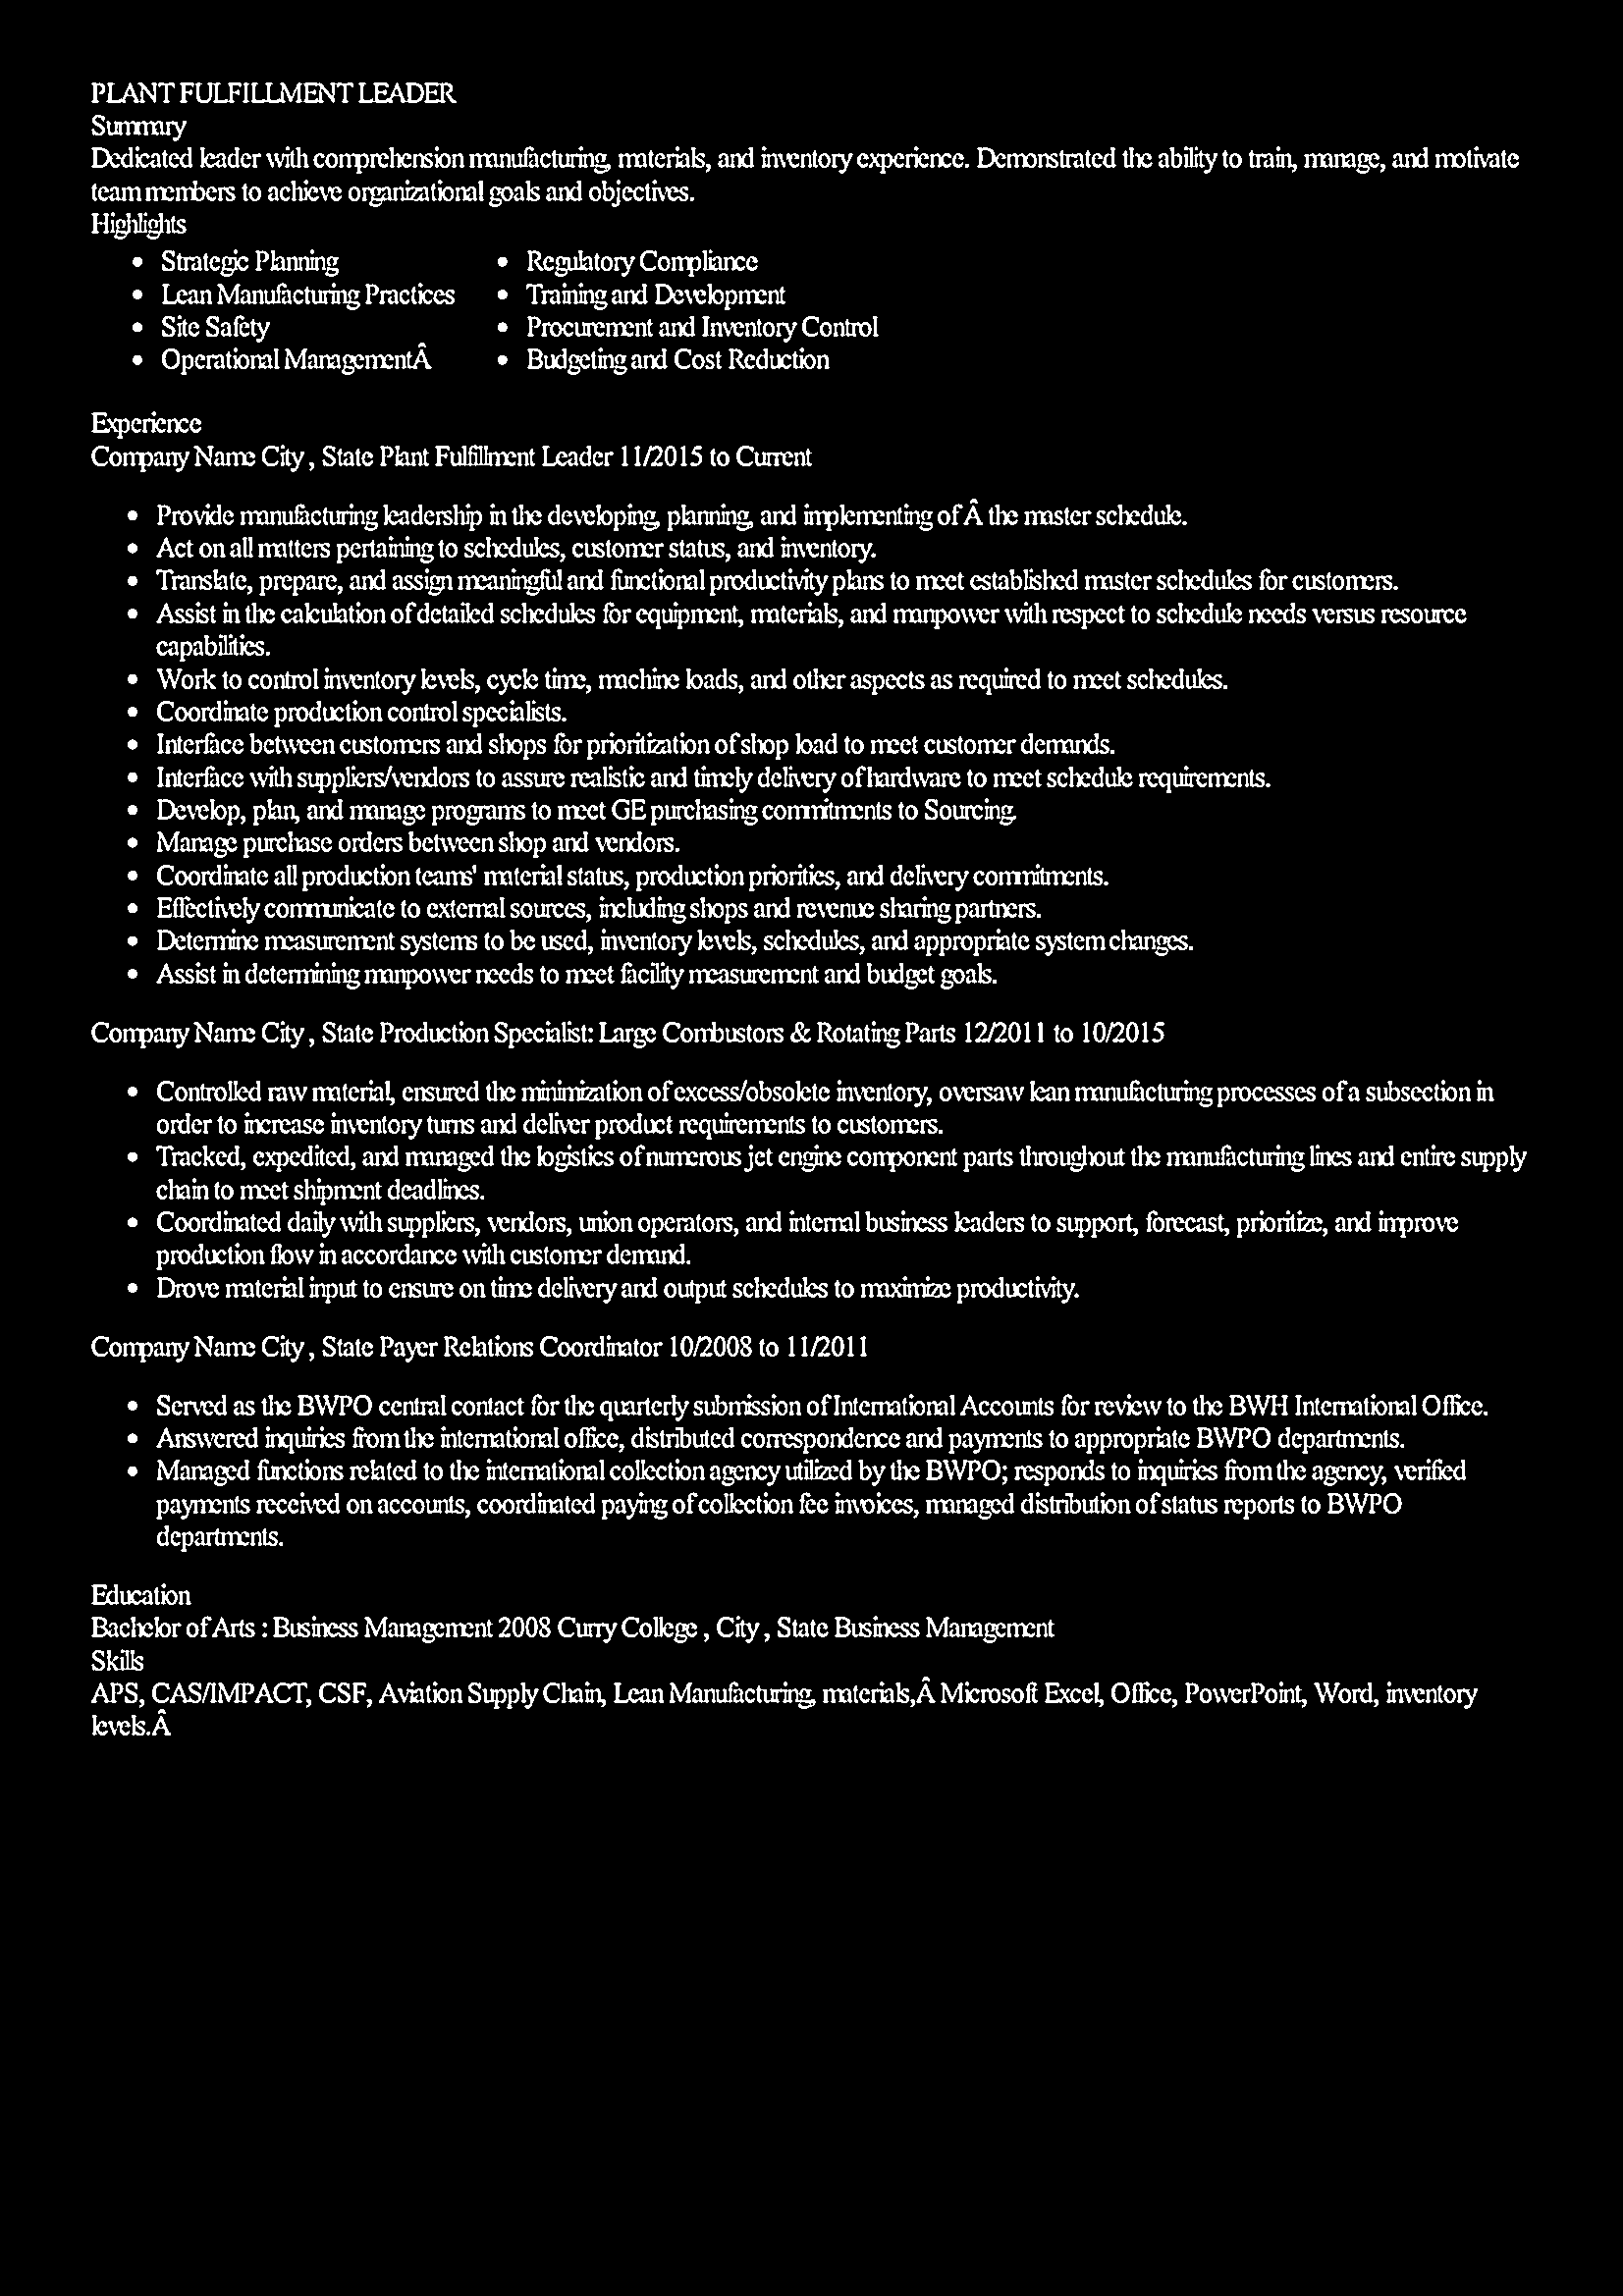 PLANT FULFILLMENT LEADER
Summary
Dedicated leader with comprehension manufacturing, materials, and inventory experience. Demonstrated the ability to train, manage, and motivate
team members to achieve organizational goals and objectives.
Highlights
• Strategic Planning • Regulatory Compliance
• Lean Manufacturing Practices • Training and Development
• Site Safety • Procurement and Inventory Control
• Operational ManagementÂ • Budgeting and Cost Reduction
Experience
Company Name City , State Plant Fulfillment Leader 11/2015 to Current
• Provide manufacturing leadership in the developing, planning, and implementing of Â the master schedule.
• Act on all matters pertaining to schedules, customer status, and inventory.
• Translate, prepare, and assign meaningful and functional productivity plans to meet established master schedules for customers.
• Assist in the calculation of detailed schedules for equipment, materials, and manpower with respect to schedule needs versus resource
capabilities.
• Work to control inventory levels, cycle time, machine loads, and other aspects as required to meet schedules.
• Coordinate production control specialists.
• Interface between customers and shops for prioritization of shop load to meet customer demands.
• Interface with suppliers/vendors to assure realistic and timely delivery of hardware to meet schedule requirements.
• Develop, plan, and manage programs to meet GE purchasing commitments to Sourcing.
• Manage purchase orders between shop and vendors.
• Coordinate all production teams' material status, production priorities, and delivery commitments.
• Effectively communicate to external sources, including shops and revenue sharing partners.
• Determine measurement systems to be used, inventory levels, schedules, and appropriate system changes.
• Assist in determining manpower needs to meet facility measurement and budget goals.
Company Name City , State Production Specialist: Large Combustors & Rotating Parts 12/2011 to 10/2015
• Controlled raw material, ensured the minimization of excess/obsolete inventory, oversaw lean manufacturing processes of a subsection in
order to increase inventory turns and deliver product requirements to customers.
• Tracked, expedited, and managed the logistics of numerous jet engine component parts throughout the manufacturing lines and entire supply
chain to meet shipment deadlines.
• Coordinated daily with suppliers, vendors, union operators, and internal business leaders to support, forecast, prioritize, and improve
production flow in accordance with customer demand.
• Drove material input to ensure on time delivery and output schedules to maximize productivity.
Company Name City , State Payer Relations Coordinator 10/2008 to 11/2011
• Served as the BWPO central contact for the quarterly submission of International Accounts for review to the BWH International Office.
• Answered inquiries from the international office, distributed correspondence and payments to appropriate BWPO departments.
• Managed functions related to the international collection agency utilized by the BWPO; responds to inquiries from the agency, verified
payments received on accounts, coordinated paying of collection fee invoices, managed distribution of status reports to BWPO
departments.
Education
Bachelor of Arts : Business Management 2008 Curry College , City , State Business Management
Skills
APS, CAS/IMPACT, CSF, Aviation Supply Chain, Lean Manufacturing, materials,Â Microsoft Excel, Office, PowerPoint, Word, inventory
levels.Â